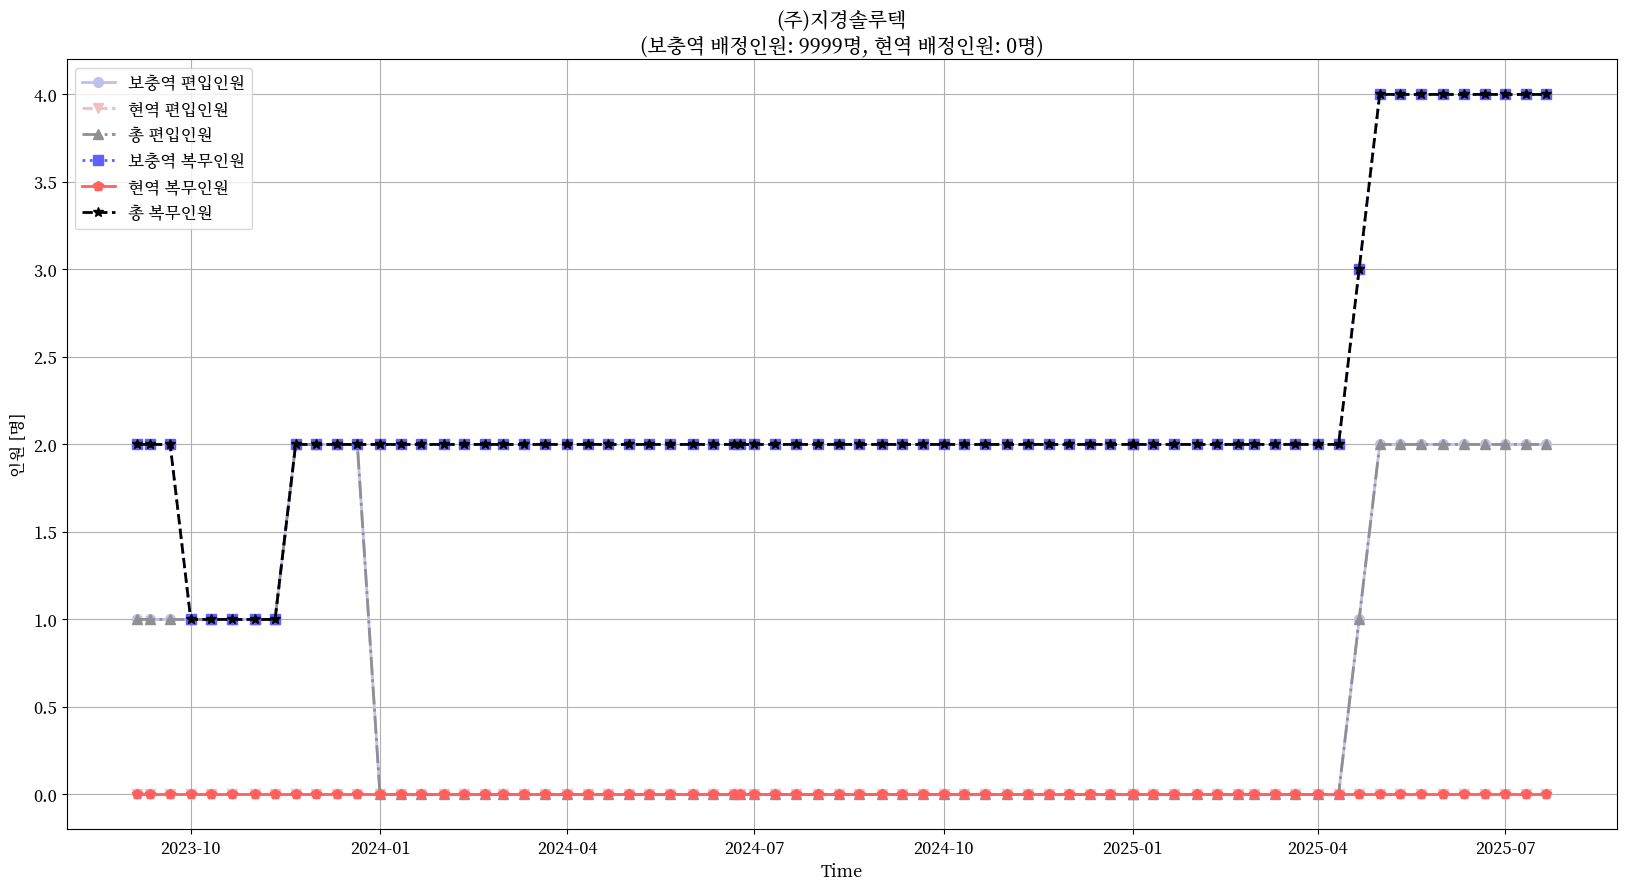 (주)지경솔루텍
(보충역 배정인원: 9999명, 현역 배정인원: 0명)
보충역 편입인원
현역 편입인원
총 편입인원
보충역 복무인원
현역 복무인원
총 복무인원
4.0
3.5
3.0
2.5
2.0
1.5
1.0
0.5
0.0
인원 [명]
2023-10
2024-01
2024-04
2024-07
2024-10
2025-01
2025-04
2025-07
Time